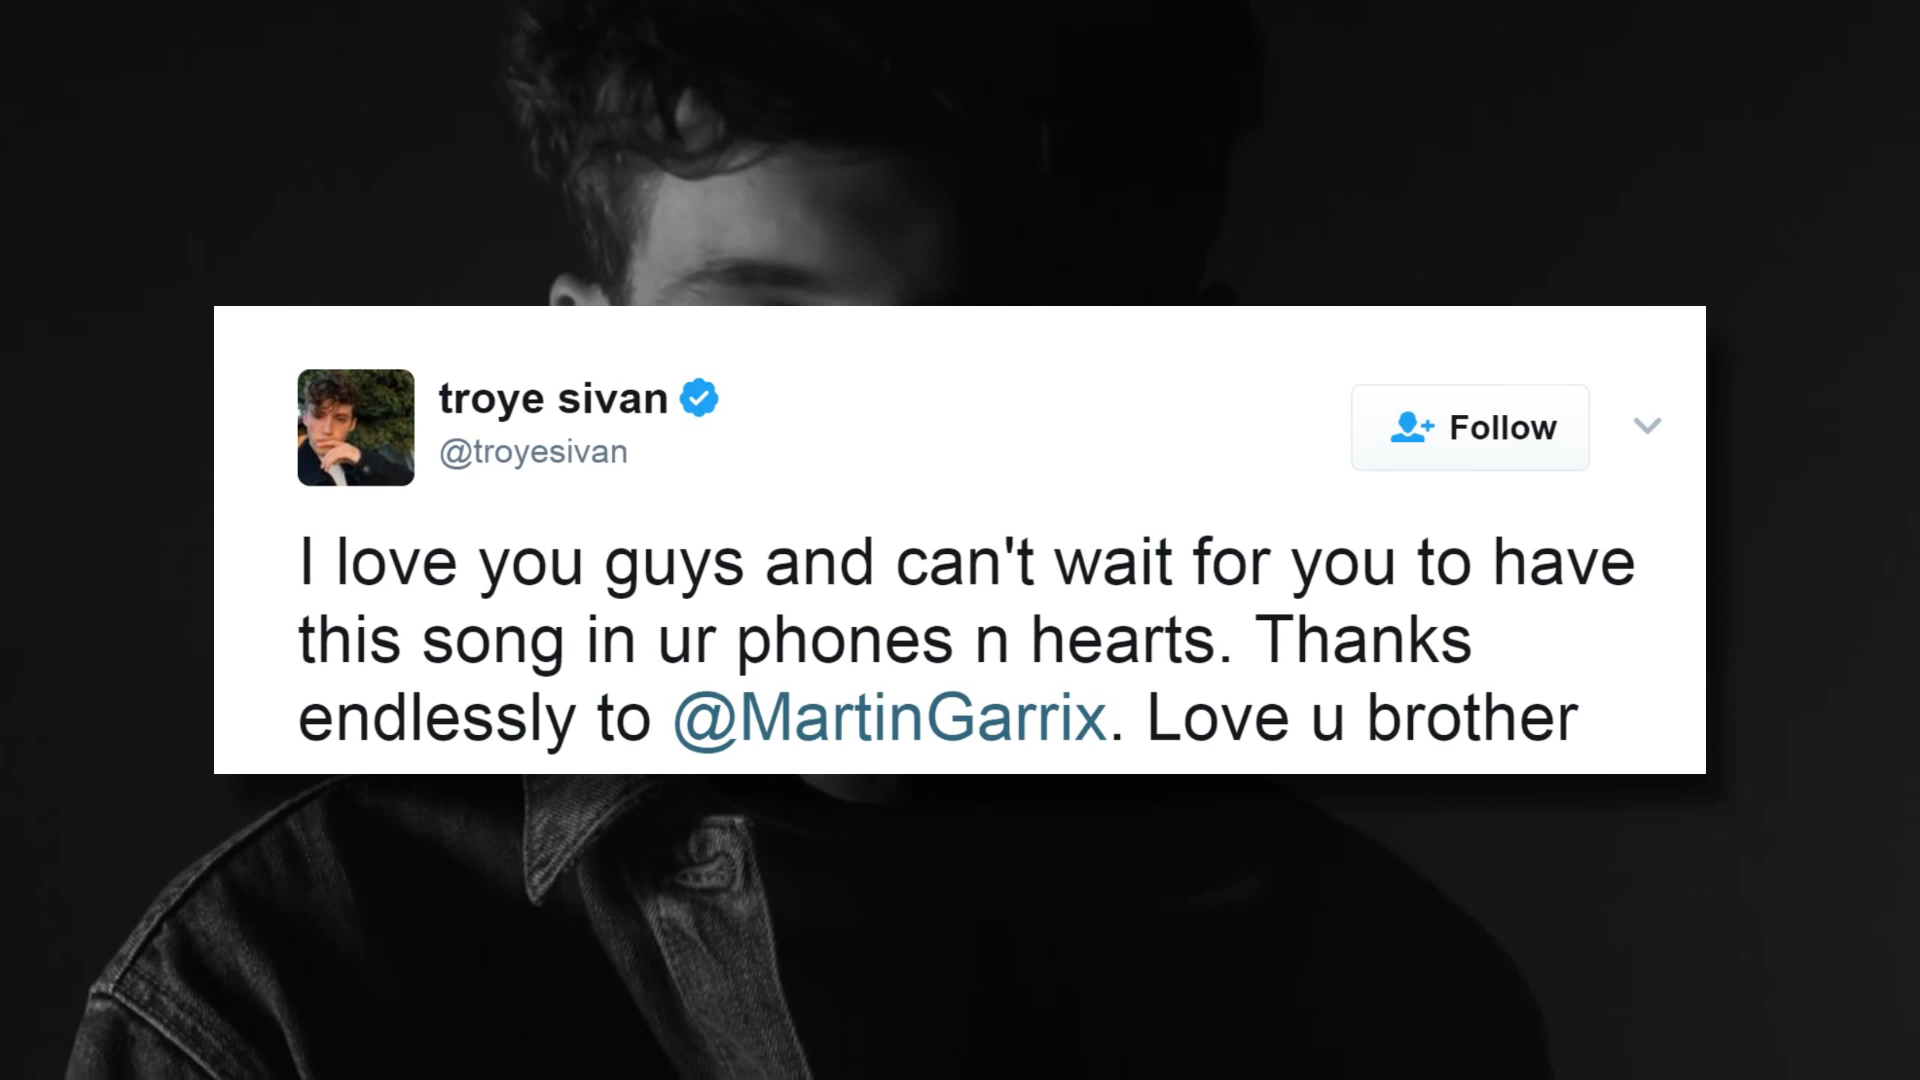 troye sivan
@troyesivan
Follow
I love you guys and can't wait for you to have
this song in ur phones n hearts. Thanks
endlessly to @MartinGarrix. Love u brother